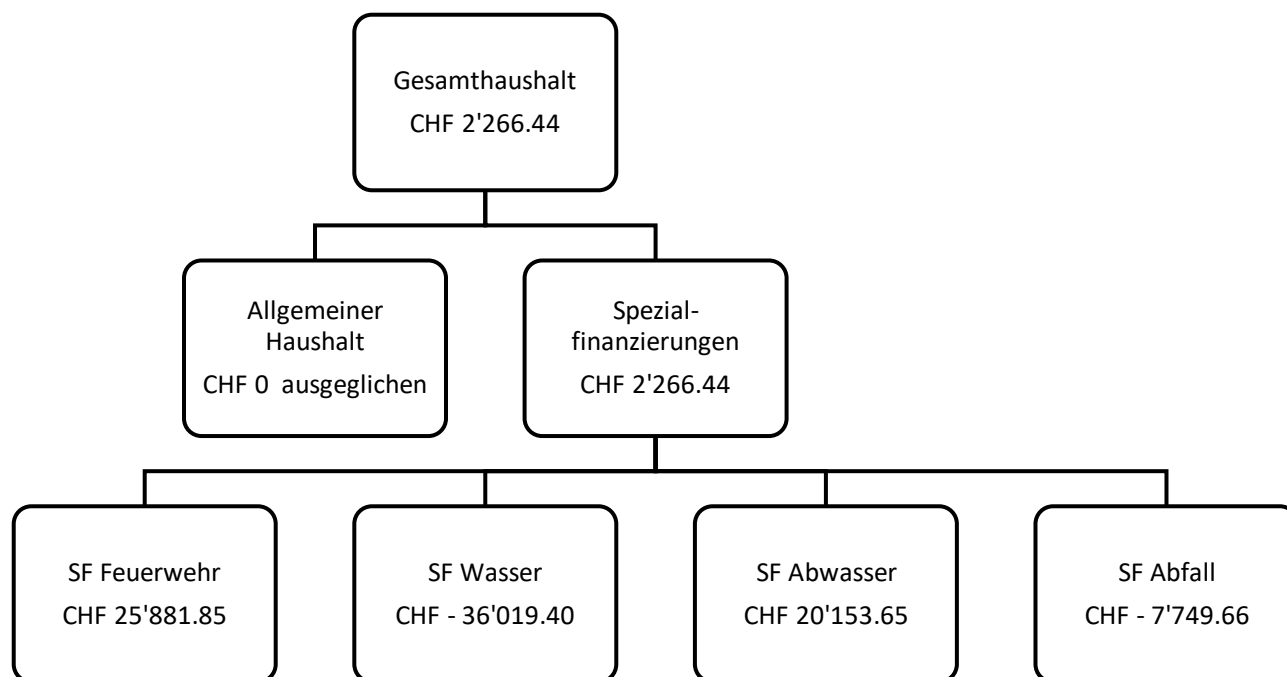 Gesamthaushalt
CHF 2'266.44
Allgemeiner
Haushalt
CHF 0  ausgeglichen
Spezial-
finanzierungen
CHF 2'266.44
SF Feuerwehr
CHF 25'881.85
SF Wasser
CHF - 36'019.40
SF Abwasser
CHF 20'153.65
SF Abfall
CHF - 7'749.66